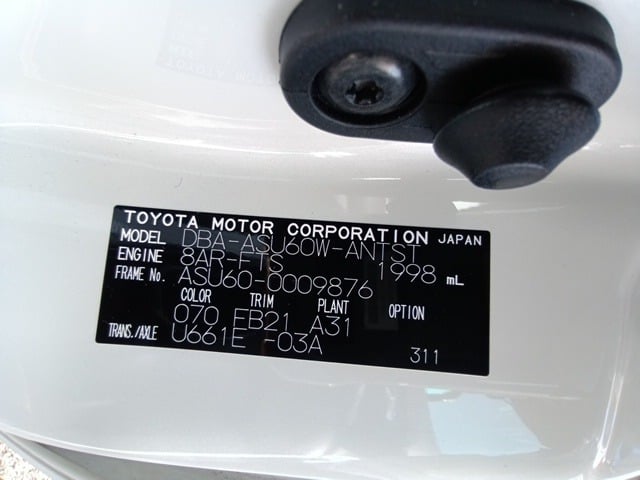 TOYOTA MOTOR CORPORATION JAPAN
MODEL DBA-ASU60W-ANTST
ENGINE 8AR-FTS 1998 mL
FRAME No. ASU60-0009876
COLOR TRIM PLANT OPTION
070 EB21 A31
TRANS./AXLE U661E -03A
311